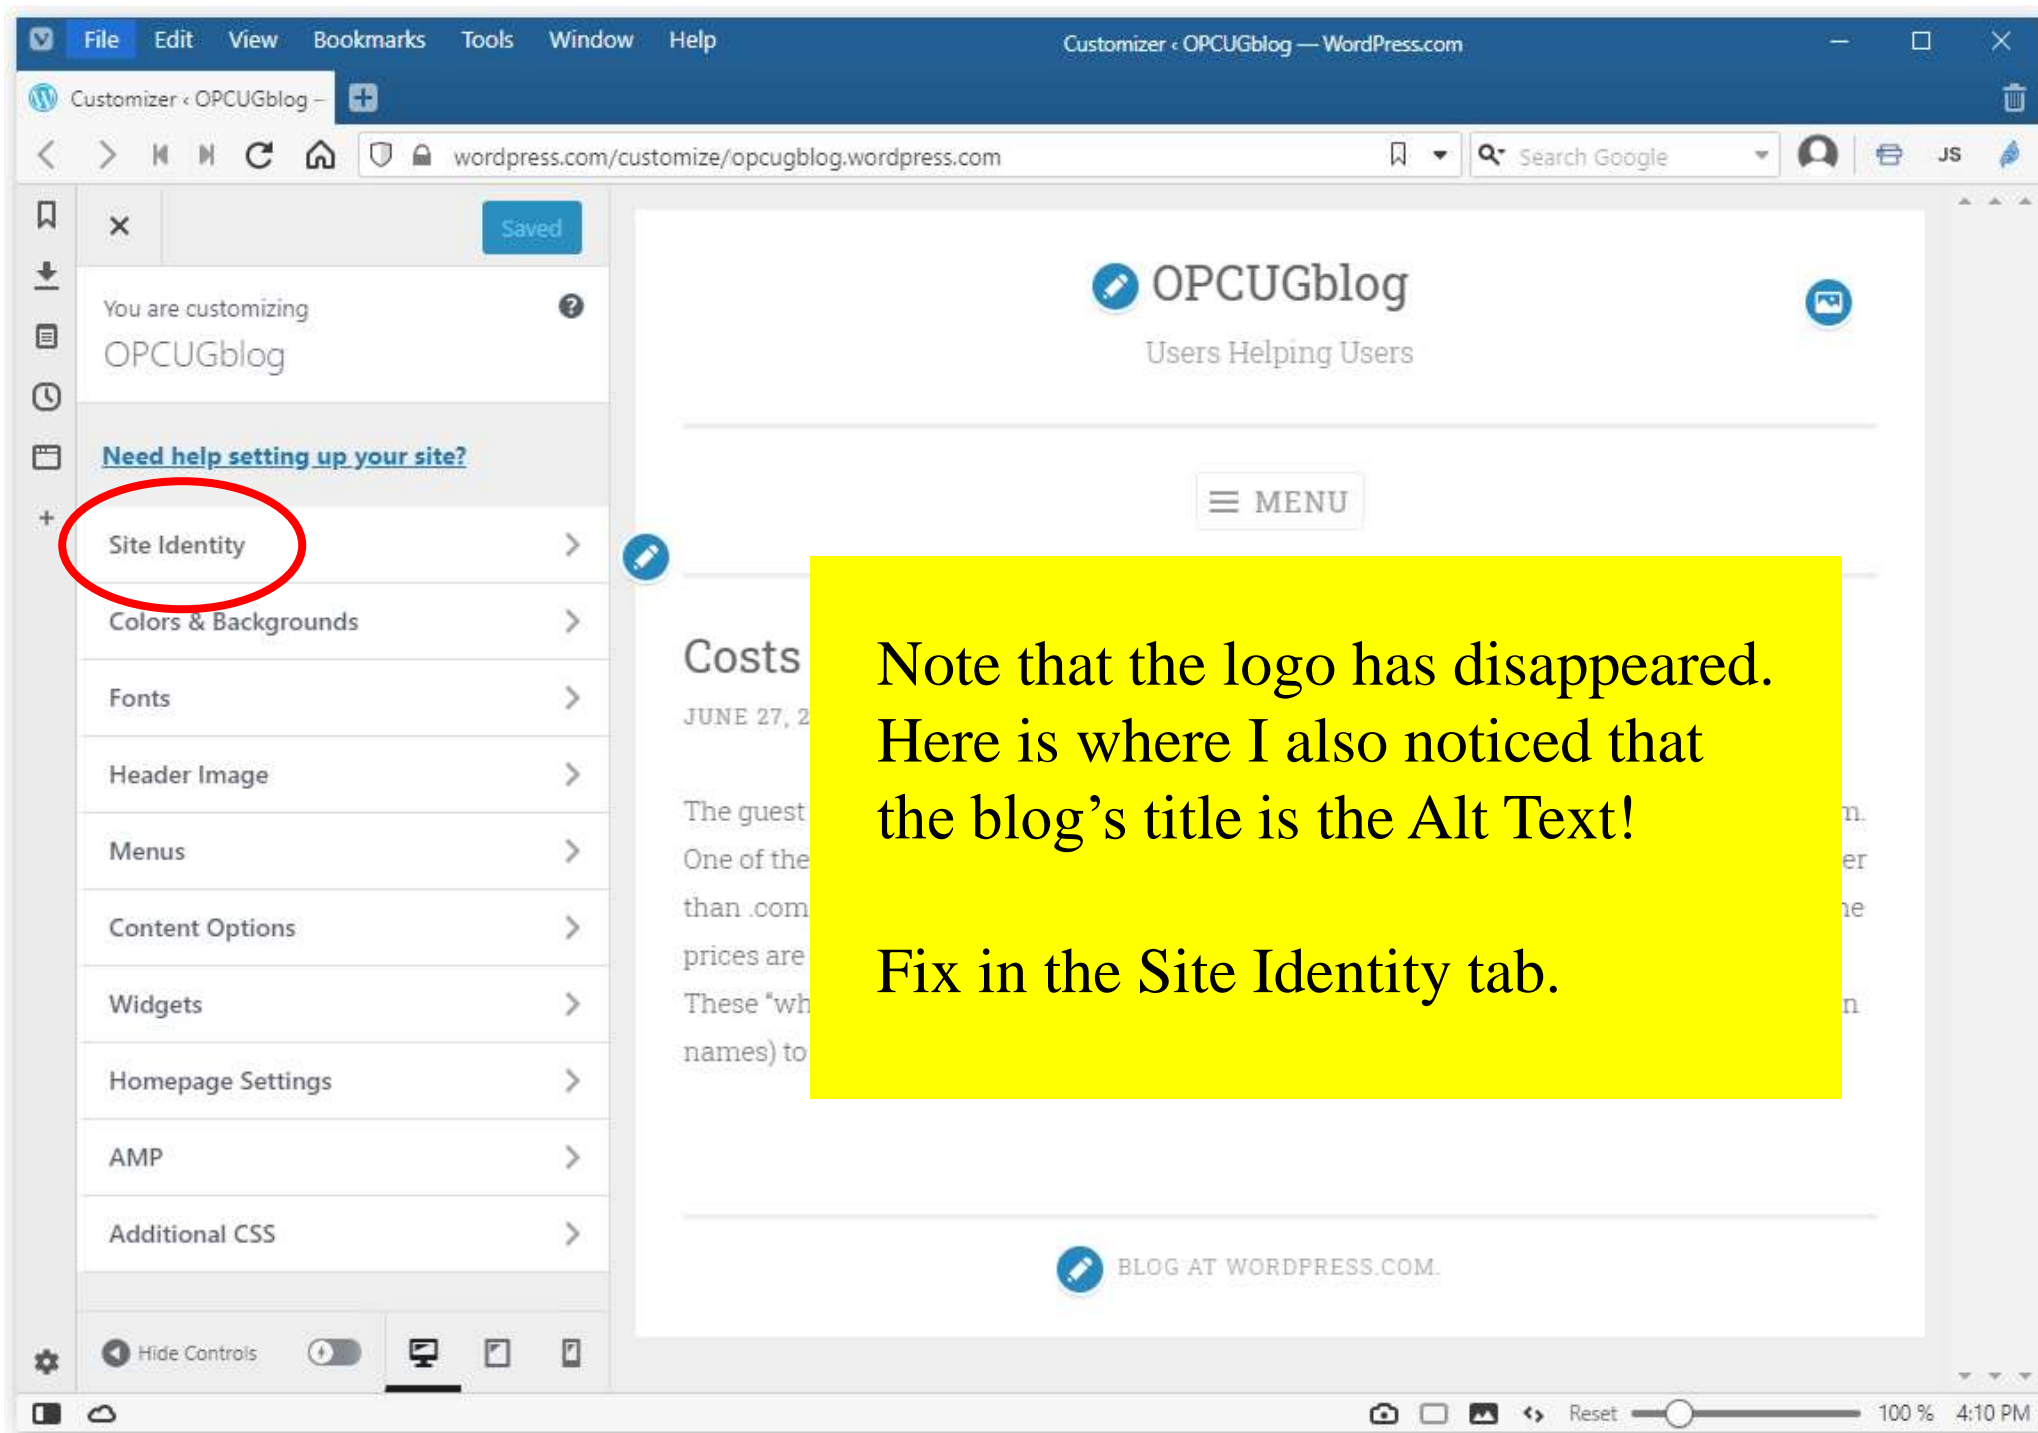 File Edit View Bookmarks Tools Window Help
Customizer ‹ OPCUGblog — WordPress.com
Customizer ‹ OPCUGblog –
wordpress.com/customize/opcugblog.wordpress.com
Search Google
JS
Saved
You are customizing
OPCUGblog
Need help setting up your site?
Site Identity
Colors & Backgrounds
Fonts
Header Image
Menus
Content Options
Widgets
Homepage Settings
AMP
Additional CSS
Hide Controls
OPCUGblog
Users Helping Users
MENU
Costs
JUNE 27, 2
The guest
One of the
than .com
prices are
These “wh
names) to
Note that the logo has disappeared.
Here is where I also noticed that
the blog’s title is the Alt Text!
Fix in the Site Identity tab.
BLOG AT WORDPRESS.COM.
Reset 100 % 4:10 PM